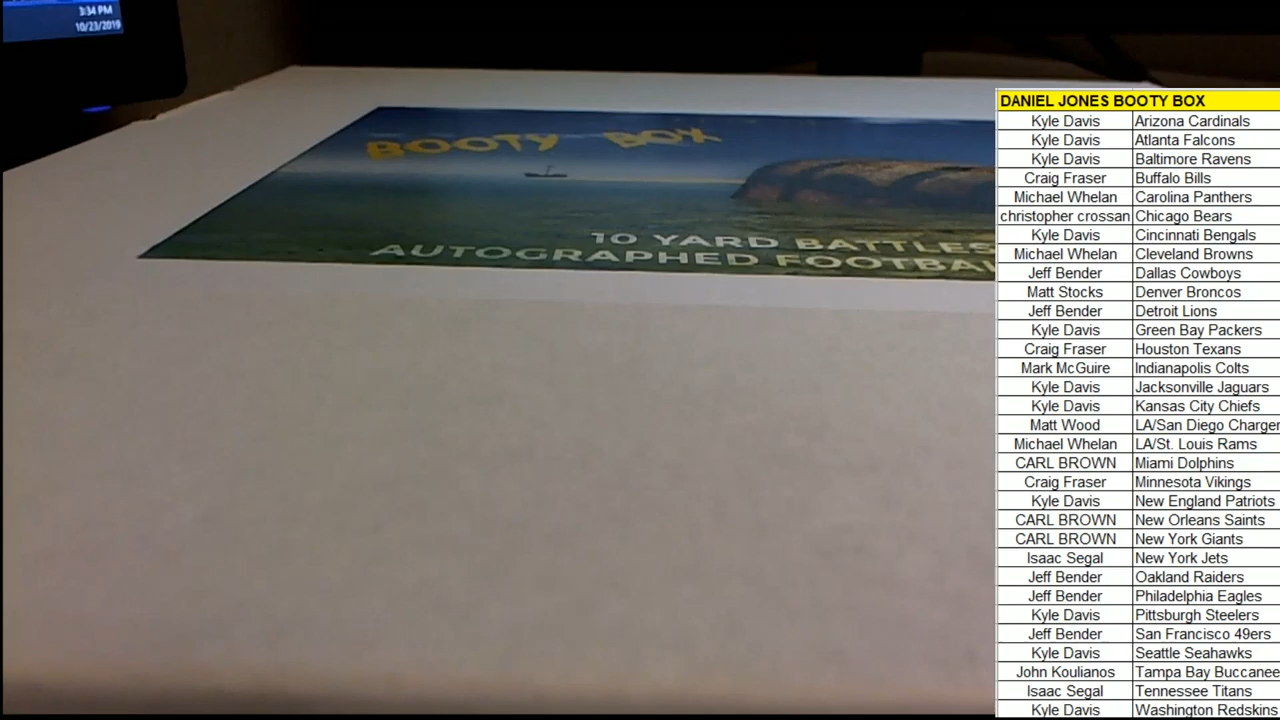 3:34 PM
10/23/2019
BOOTY BOX
10 YARD BATTLES
AUTOGRAPHED
DANIEL JONES BOOTY BOX
Kyle Davis Arizona Cardinals
Kyle Davis Atlanta Falcons
Kyle Davis Baltimore Ravens
Craig Fraser Buffalo Bills
Michael Whelan Carolina Panthers
christopher crossan Chicago Bears
Kyle Davis Cincinnati Bengals
Michael Whelan Cleveland Browns
Jeff Bender Dallas Cowboys
Matt Stocks Denver Broncos
Jeff Bender Detroit Lions
Kyle Davis Green Bay Packers
Craig Fraser Houston Texans
Mark McGuire Indianapolis Colts
Kyle Davis Jacksonville Jaguars
Kyle Davis Kansas City Chiefs
Matt Wood LA/San Diego Charger
Michael Whelan LA/St. Louis Rams
CARL BROWN Miami Dolphins
Craig Fraser Minnesota Vikings
Kyle Davis New England Patriots
CARL BROWN New Orleans Saints
CARL BROWN New York Giants
Isaac Segal New York Jets
Jeff Bender Oakland Raiders
Jeff Bender Philadelphia Eagles
Kyle Davis Pittsburgh Steelers
Jeff Bender San Francisco 49ers
Kyle Davis Seattle Seahawks
John Koulianos Tampa Bay Buccanee
Isaac Segal Tennessee Titans
Kyle Davis Washington Redskins